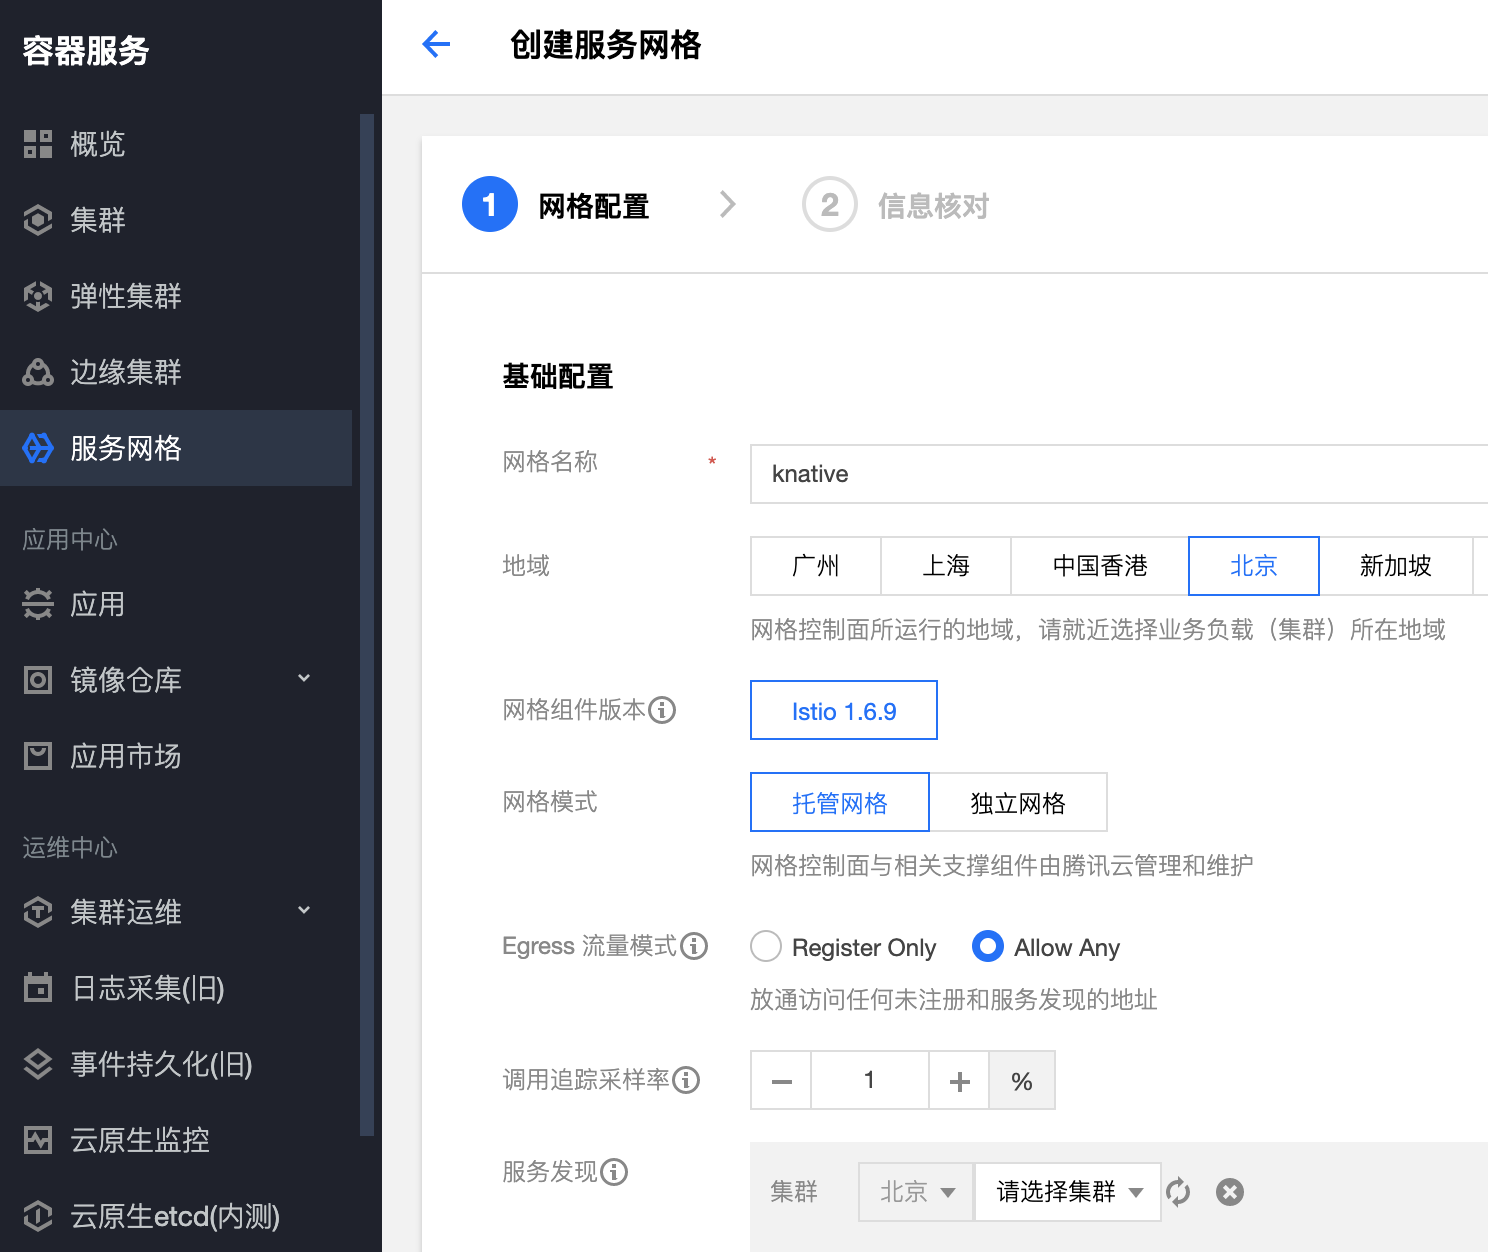 容器服务
概览
集群
弹性集群
边缘集群
服务网格
应用中心
应用
镜像仓库
应用市场
运维中心
集群运维
日志采集(旧)
事件持久化(旧)
云原生监控
云原生etcd(内测)
创建服务网格
1 网格配置 2 信息核对
基础配置
网格名称 * knative
地域 广州 上海 中国香港 北京 新加坡
网格控制面所运行的地域，请就近选择业务负载（集群）所在地域
网格组件版本 Istio 1.6.9
网格模式 托管网格 独立网格
网格控制面与相关支撑组件由腾讯云管理和维护
Egress 流量模式 Register Only Allow Any
放通访问任何未注册和服务发现的地址
调用追踪采样率 − 1 + %
服务发现 集群 北京 请选择集群